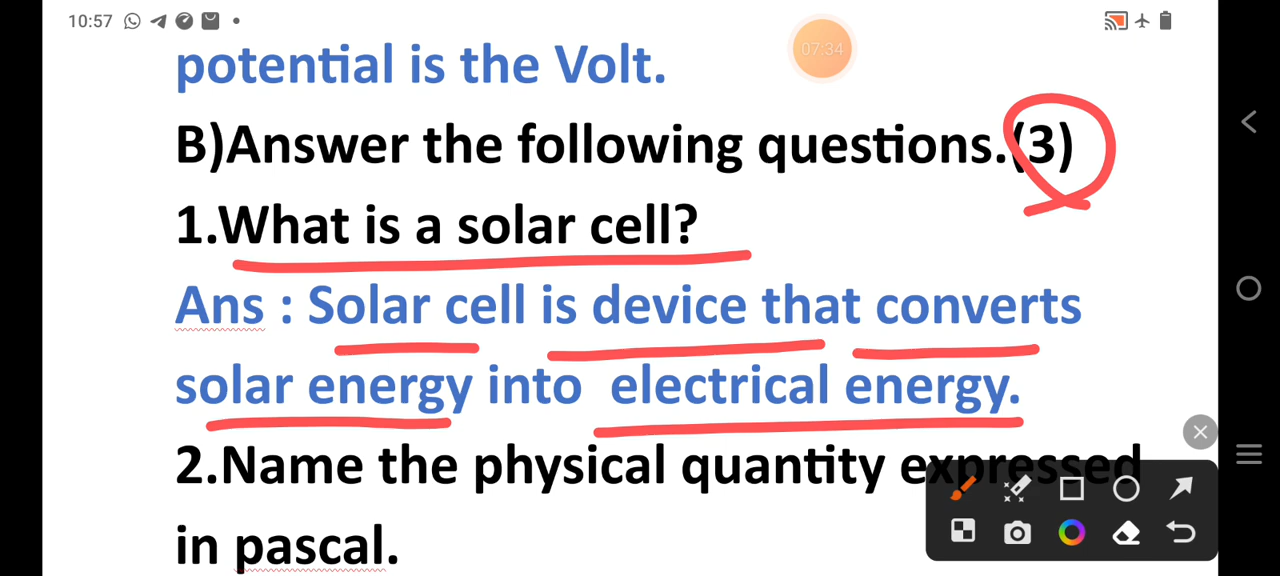 10:57
07:34
potential is the Volt.
B)Answer the following questions.(3)
1.What is a solar cell?
Ans : Solar cell is device that converts
solar energy into electrical energy.
2.Name the physical quantity expressed
in pascal.